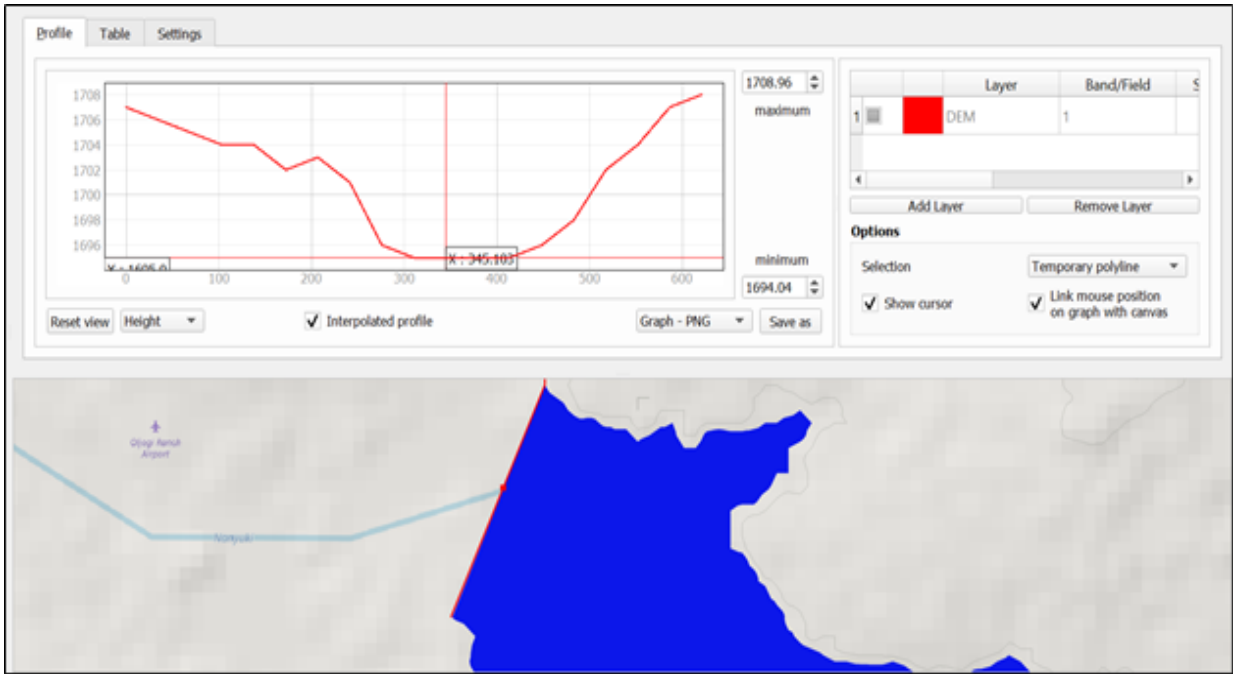 Profile Table Settings
1708.96
maximum
1708
1706
1704
1702
1700
1698
1696
X : 345.103
minimum
1694.04
0 100 200 300 400 500 600
Reset view Height Interpolated profile Graph - PNG Save as
Layer Band/Field S
1 DEM 1
Add Layer Remove Layer
Options
Selection Temporary polyline
Show cursor Link mouse position
on graph with canvas
Airport
Nanyuki